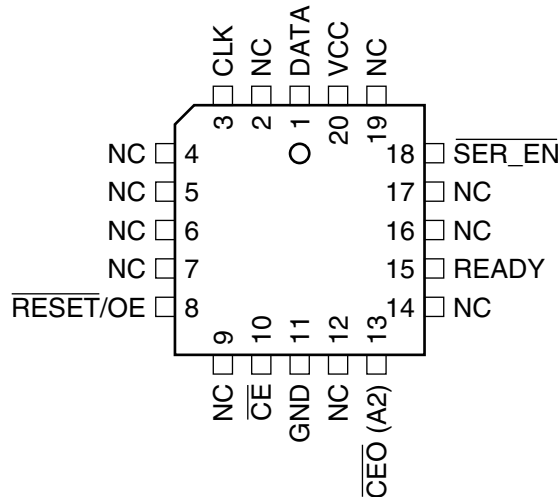 CLK
NC
DATA
VCC
NC
3
2
1
20
19
NC 4
18 SER_EN
NC 5
17 NC
NC 6
16 NC
NC 7
15 READY
RESET/OE 8
14 NC
9
10
11
12
13
NC
CE
GND
NC
CEO (A2)